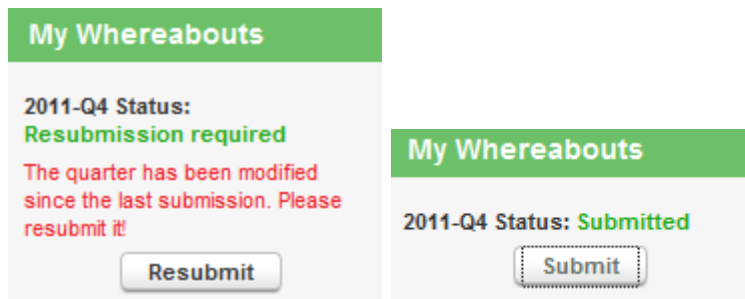 My Whereabouts
2011-Q4 Status:
Resubmission required
The quarter has been modified
since the last submission. Please
resubmit it!
Resubmit
My Whereabouts
2011-Q4 Status: Submitted
Submit